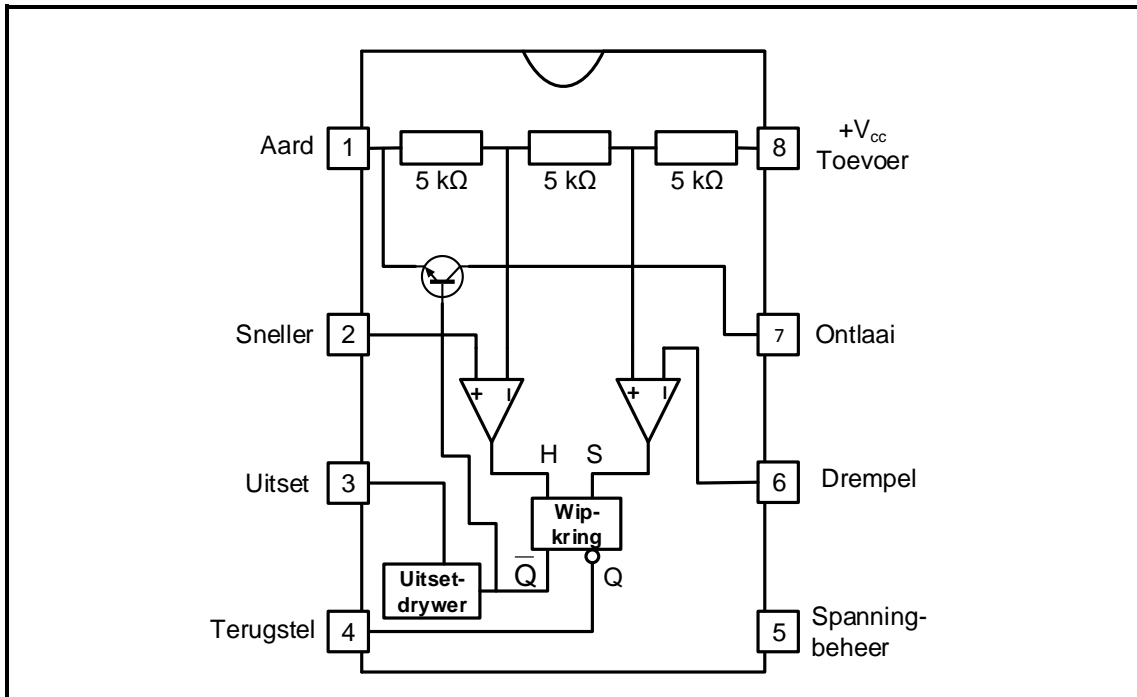 Aard
1
5 kΩ
5 kΩ
5 kΩ
8
+Vcc
Toevoer
Sneller
2
7
Ontlaai
+
I
+
I
H
S
Uitset
3
6
Drempel
Wip-
kring
Q̅
Q
Uitset-
drywer
Terugstel
4
5
Spanning-
beheer